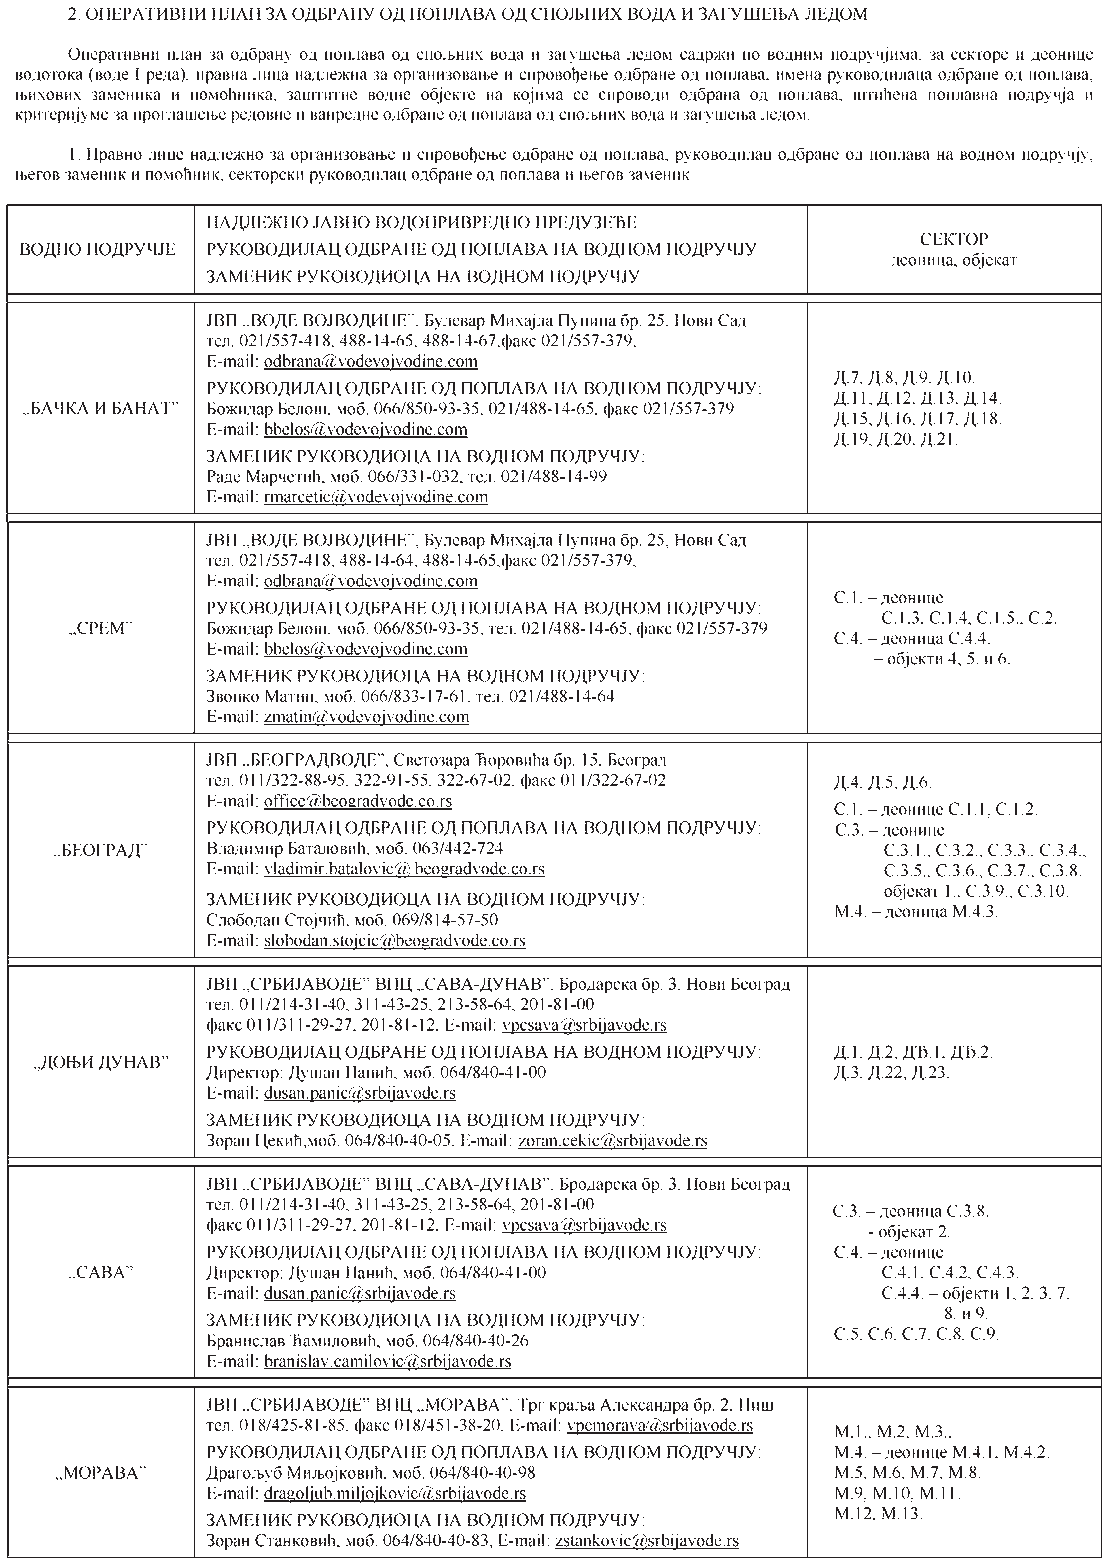 2. ОПЕРАТИВНИ ПЛАН ЗА ОДБРАНУ ОД ПОПЛАВА ОД СПОЉНИХ ВОДА И ЗАГУШЕЊА ЛЕДОМ
Оперативни план за одбрану од поплава од спољних вода и загушења ледом садржи по водним подручјима, за секторе и деонице
водотока (воде I реда), правна лица надлежна за организовање и спровођење одбране од поплава, имена руководилаца одбране од поплава,
њихових заменика и помоћника, заштитне водне објекте на којима се спроводи одбрана од поплава, штићена поплавна подручја и
критеријуме за проглашење редовне и ванредне одбране од поплава од спољних вода и загушења ледом.
1. Правно лице надлежно за организовање и спровођење одбране од поплава, руководилац одбране од поплава на водном подручју,
његов заменик и помоћник, секторски руководилац одбране од поплава и његов заменик
ВОДНО ПОДРУЧЈЕ
НАДЛЕЖНО ЈАВНО ВОДОПРИВРЕДНО ПРЕДУЗЕЋЕ
РУКОВОДИЛАЦ ОДБРАНЕ ОД ПОПЛАВА НА ВОДНОМ ПОДРУЧЈУ
ЗАМЕНИК РУКОВОДИОЦА НА ВОДНОМ ПОДРУЧЈУ
СЕКТОР
деоница, објекат
„БАЧКА И БАНАТ”
ЈВП „ВОДЕ ВОЈВОДИНЕ”, Булевар Михајла Пупина бр. 25, Нови Сад
тел. 021/557-418, 488-14-65, 488-14-67,факс 021/557-379,
E-mail: odbrana@vodevojvodine.com
РУКОВОДИЛАЦ ОДБРАНЕ ОД ПОПЛАВА НА ВОДНОМ ПОДРУЧЈУ:
Божидар Белош, моб. 066/850-93-35, 021/488-14-65, факс 021/557-379
E-mail: bbelos@vodevojvodine.com
ЗАМЕНИК РУКОВОДИОЦА НА ВОДНОМ ПОДРУЧЈУ:
Раде Марчетић, моб. 066/331-032, тел. 021/488-14-99
E-mail: rmarcetic@vodevojvodine.com
Д.7, Д.8, Д.9, Д.10,
Д.11, Д.12, Д.13, Д.14,
Д.15, Д.16, Д.17, Д.18,
Д.19, Д.20, Д.21.
„СРЕМ”
ЈВП „ВОДЕ ВОЈВОДИНЕ”, Булевар Михајла Пупина бр. 25, Нови Сад
тел. 021/557-418, 488-14-64, 488-14-65,факс 021/557-379,
E-mail: odbrana@vodevojvodine.com
РУКОВОДИЛАЦ ОДБРАНЕ ОД ПОПЛАВА НА ВОДНОМ ПОДРУЧЈУ:
Божидар Белош, моб. 066/850-93-35, тел. 021/488-14-65, факс 021/557-379
E-mail: bbelos@vodevojvodine.com
ЗАМЕНИК РУКОВОДИОЦА НА ВОДНОМ ПОДРУЧЈУ:
Звонко Матин, моб. 066/833-17-61, тел. 021/488-14-64
E-mail: zmatin@vodevojvodine.com
С.1. – деонице
С.1.3, С.1.4, С.1.5., С.2.
С.4. – деоница С.4.4.
– објекти 4, 5. и 6.
„БЕОГРАД”
ЈВП „БЕОГРАДВОДЕ”, Светозара Ћоровића бр. 15, Београд
тел. 011/322-88-95, 322-91-55, 322-67-02, факс 011/322-67-02
E-mail: office@beogradvode.co.rs
РУКОВОДИЛАЦ ОДБРАНЕ ОД ПОПЛАВА НА ВОДНОМ ПОДРУЧЈУ:
Владимир Баталовић, моб. 063/442-724
E-mail: vladimir.batalovic@ beogradvode.co.rs
ЗАМЕНИК РУКОВОДИОЦА НА ВОДНОМ ПОДРУЧЈУ:
Слободан Стојчић, моб. 069/814-57-50
E-mail: slobodan.stojcic@beogradvode.co.rs
Д.4, Д.5, Д.6.
С.1. – деонице С.1.1, С.1.2.
С.3. – деонице
С.3.1., С.3.2., С.3.3., С.3.4.,
С.3.5., С.3.6., С.3.7., С.3.8.
објекат 1., С.3.9., С.3.10.
М.4. – деоница М.4.3.
„ДОЊИ ДУНАВ”
ЈВП „СРБИЈАВОДЕ” ВПЦ „САВА-ДУНАВ”, Бродарска бр. 3, Нови Београд
тел. 011/214-31-40, 311-43-25, 213-58-64, 201-81-00
факс 011/311-29-27, 201-81-12, E-mail: vpcsava@srbijavode.rs
РУКОВОДИЛАЦ ОДБРАНЕ ОД ПОПЛАВА НА ВОДНОМ ПОДРУЧЈУ:
Директор: Душан Панић, моб. 064/840-41-00
E-mail: dusan.panic@srbijavode.rs
ЗАМЕНИК РУКОВОДИОЦА НА ВОДНОМ ПОДРУЧЈУ:
Зоран Цекић,моб. 064/840-40-05, E-mail: zoran.cekic@srbijavode.rs
Д.1, Д.2, ДЂ.1, ДЂ.2,
Д.3, Д.22, Д.23.
„САВА”
ЈВП „СРБИЈАВОДЕ” ВПЦ „САВА-ДУНАВ”, Бродарска бр. 3, Нови Београд
тел. 011/214-31-40, 311-43-25, 213-58-64, 201-81-00
факс 011/311-29-27, 201-81-12, E-mail: vpcsava@srbijavode.rs
РУКОВОДИЛАЦ ОДБРАНЕ ОД ПОПЛАВА НА ВОДНОМ ПОДРУЧЈУ:
Директор: Душан Панић, моб. 064/840-41-00
E-mail: dusan.panic@srbijavode.rs
ЗАМЕНИК РУКОВОДИОЦА НА ВОДНОМ ПОДРУЧЈУ:
Бранислав Ћамиловић, моб. 064/840-40-26
E-mail: branislav.camilovic@srbijavode.rs
С.3. – деоница С.3.8.
- објекат 2.
С.4. – деонице
С.4.1, С.4.2, С.4.3.
С.4.4. – објекти 1, 2, 3, 7,
8. и 9.
С.5, С.6, С.7, С.8, С.9.
„МОРАВА”
ЈВП „СРБИЈАВОДЕ” ВПЦ „МОРАВА”, Трг краља Александра бр. 2, Ниш
тел. 018/425-81-85, факс 018/451-38-20, E-mail: vpcmorava@srbijavode.rs
РУКОВОДИЛАЦ ОДБРАНЕ ОД ПОПЛАВА НА ВОДНОМ ПОДРУЧЈУ:
Драгољуб Миљојковић, моб. 064/840-40-98
E-mail: dragoljub.miljojkovic@srbijavode.rs
ЗАМЕНИК РУКОВОДИОЦА НА ВОДНОМ ПОДРУЧЈУ:
Зоран Станковић, моб. 064/840-40-83, E-mail: zstankovic@srbijavode.rs
М.1., М.2, М.3.,
М.4. – деонице М.4.1, М.4.2.
М.5, М.6, М.7, М.8,
М.9, М.10, М.11,
М.12, М.13.